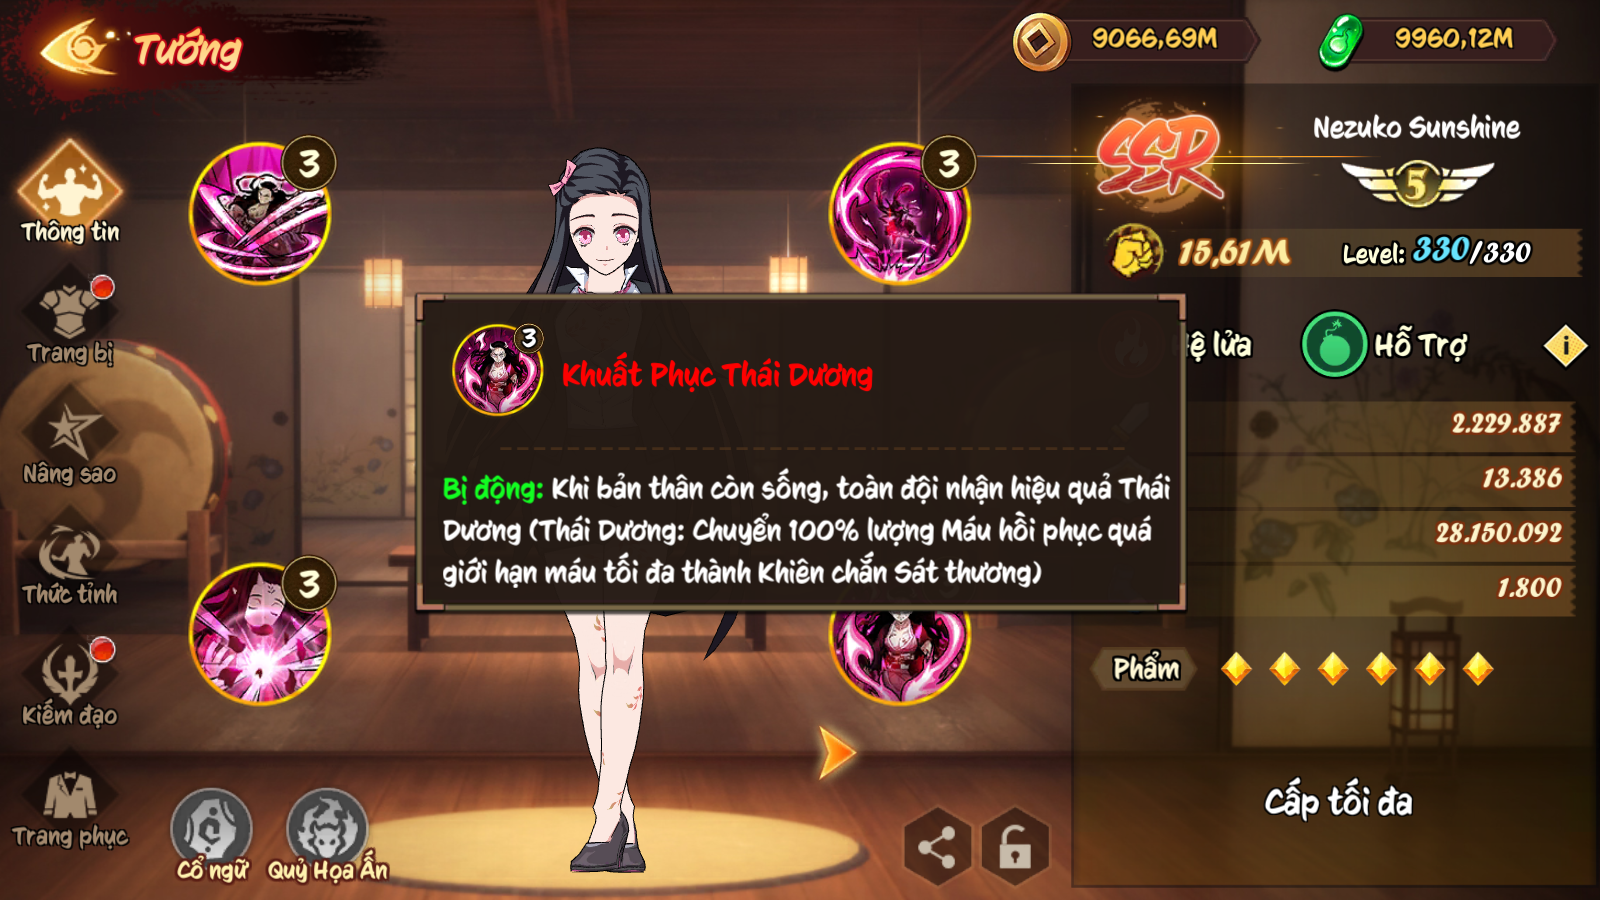 Tướng
9066,69M
9960,12M
Thông tin
Trang bị
Nâng sao
Thức tỉnh
Kiếm đạo
Trang phục
3
3
3
SSR
Nezuko Sunshine
5
15,61M
Level: 330/330
ệ lửa
Hỗ Trợ
3
Khuất Phục Thái Dương
Bị động: Khi bản thân còn sống, toàn đội nhận hiệu quả Thái
Dương (Thái Dương: Chuyển 100% lượng Máu hồi phục quá
giới hạn máu tối đa thành Khiên chắn Sát thương)
2.229.887
13.386
28.150.092
1.800
Phẩm
Cấp tối đa
Cổ ngữ
Quỷ Họa Ấn